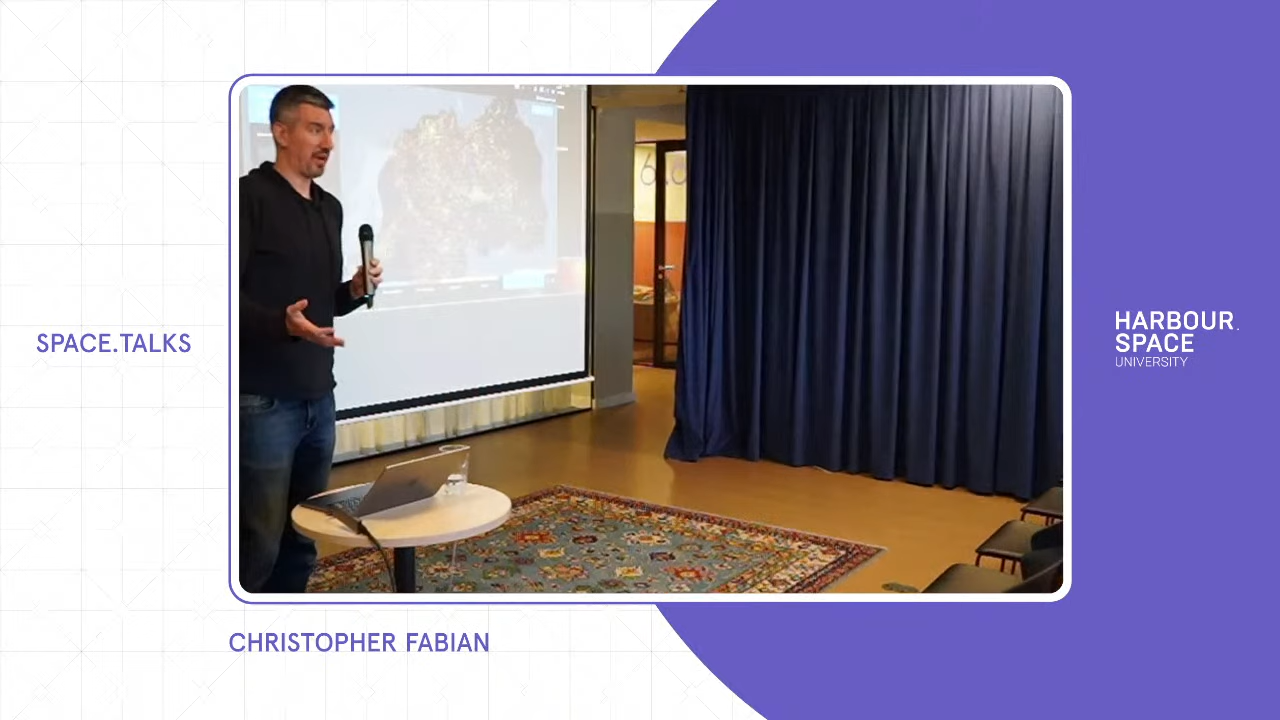 SPACE.TALKS
HARBOUR.
SPACE
UNIVERSITY
CHRISTOPHER FABIAN